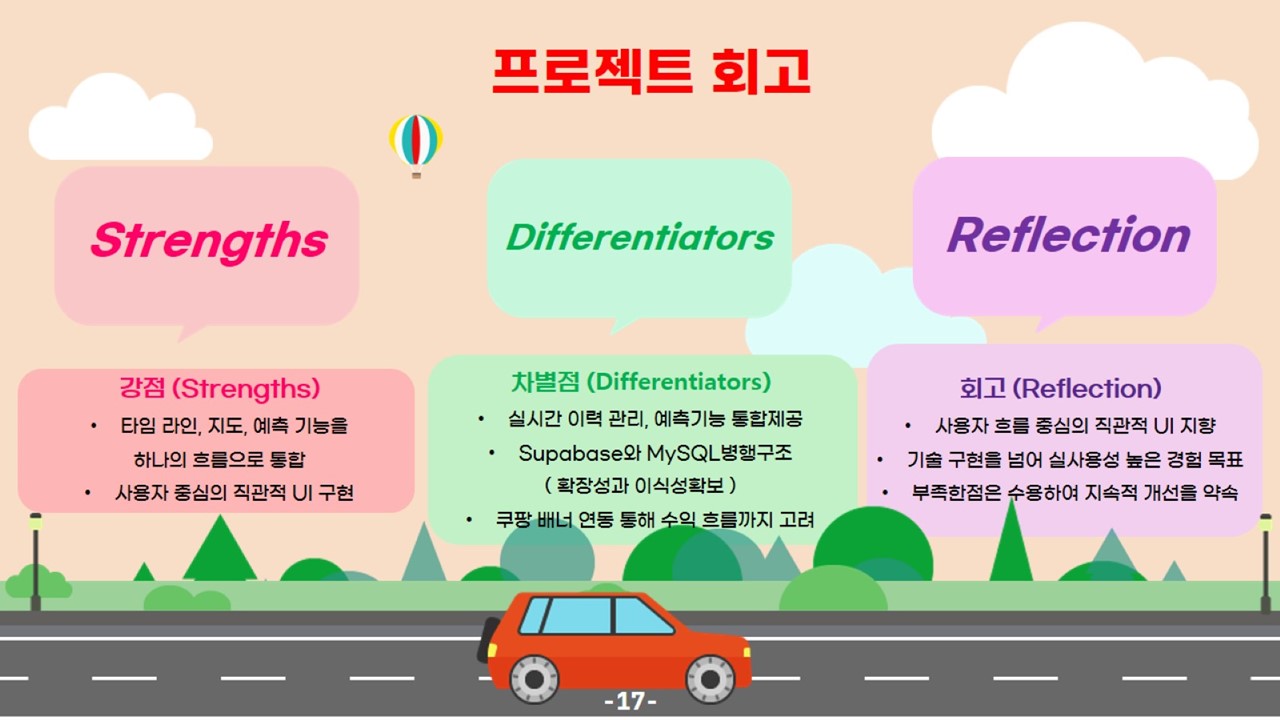 프로젝트 회고
Strengths
Differentiators
Reflection
강점 (Strengths)
• 타임 라인, 지도, 예측 기능을
하나의 흐름으로 통합
• 사용자 중심의 직관적 UI 구현
차별점 (Differentiators)
• 실시간 이력 관리, 예측기능 통합제공
• Supabase와 MySQL병행구조
( 확장성과 이식성확보 )
• 쿠팡 배너 연동 통해 수익 흐름까지 고려
회고 (Reflection)
• 사용자 흐름 중심의 직관적 UI 지향
• 기술 구현을 넘어 실사용성 높은 경험 목표
• 부족한점은 수용하여 지속적 개선을 약속
-17-